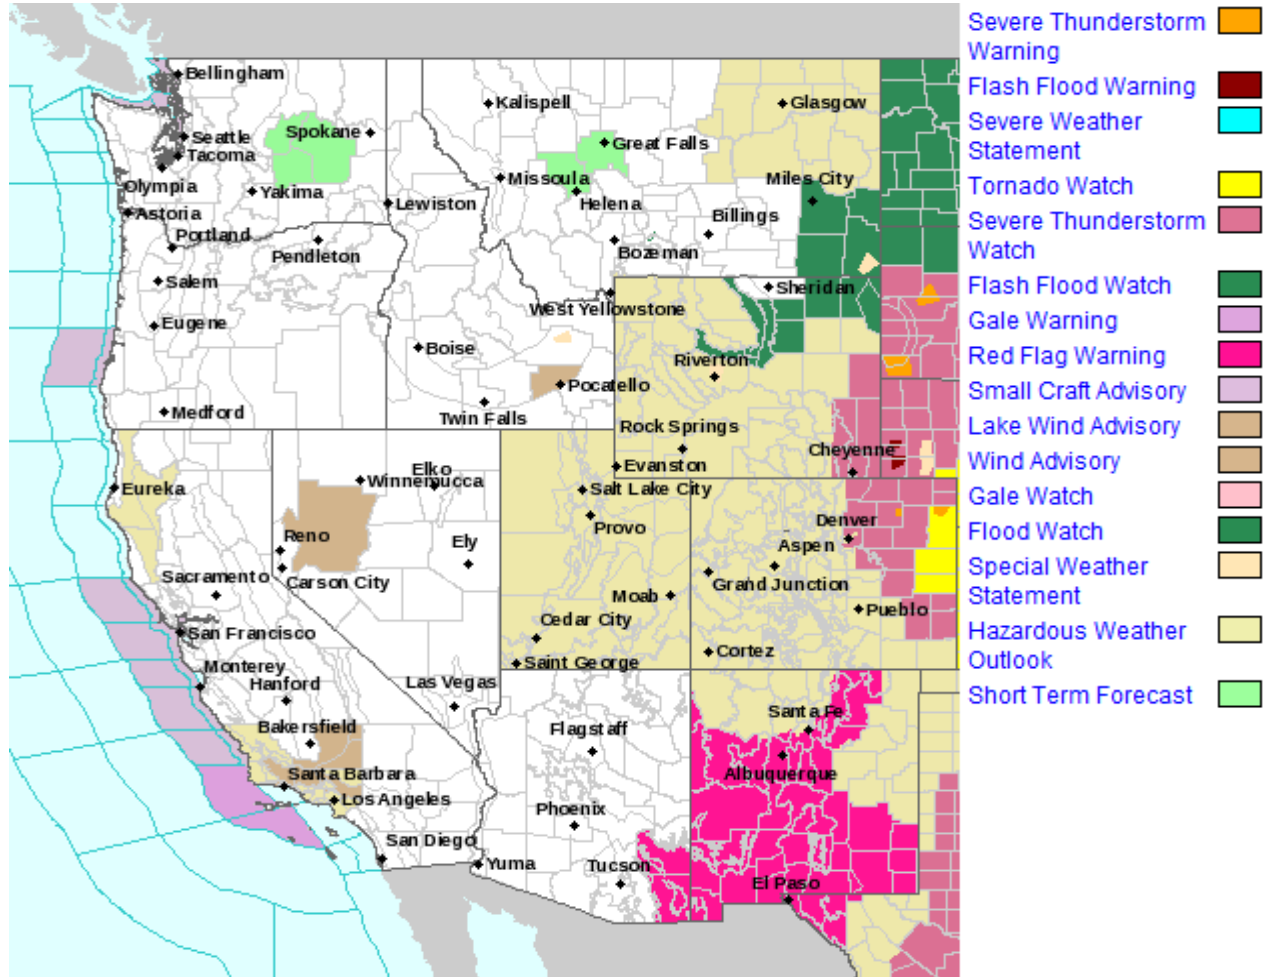 Bellingham
Kalispell
Glasgow
Spokane
Seattle
Great Falls
Tacoma
Olympia
Yakima
Missoula
Miles City
Lewiston
Helena
Astoria
Billings
Portland
Pendleton
Bozeman
Salem
Sheridan
West Yellowstone
Eugene
Boise
Riverton
Pocatello
Medford
Twin Falls
Rock Springs
Cheyenne
Evanston
Elko
Winnemucca
Eureka
Salt Lake City
Provo
Denver
Reno
Ely
Aspen
Carson City
Grand Junction
Sacramento
Moab
Pueblo
Cedar City
San Francisco
Cortez
Saint George
Monterey
Hanford
Las Vegas
Santa Fe
Bakersfield
Flagstaff
Albuquerque
Santa Barbara
Los Angeles
Phoenix
San Diego
Yuma
Tucson
El Paso
Severe Thunderstorm
Warning
Flash Flood Warning
Severe Weather
Statement
Tornado Watch
Severe Thunderstorm
Watch
Flash Flood Watch
Gale Warning
Red Flag Warning
Small Craft Advisory
Lake Wind Advisory
Wind Advisory
Gale Watch
Flood Watch
Special Weather
Statement
Hazardous Weather
Outlook
Short Term Forecast